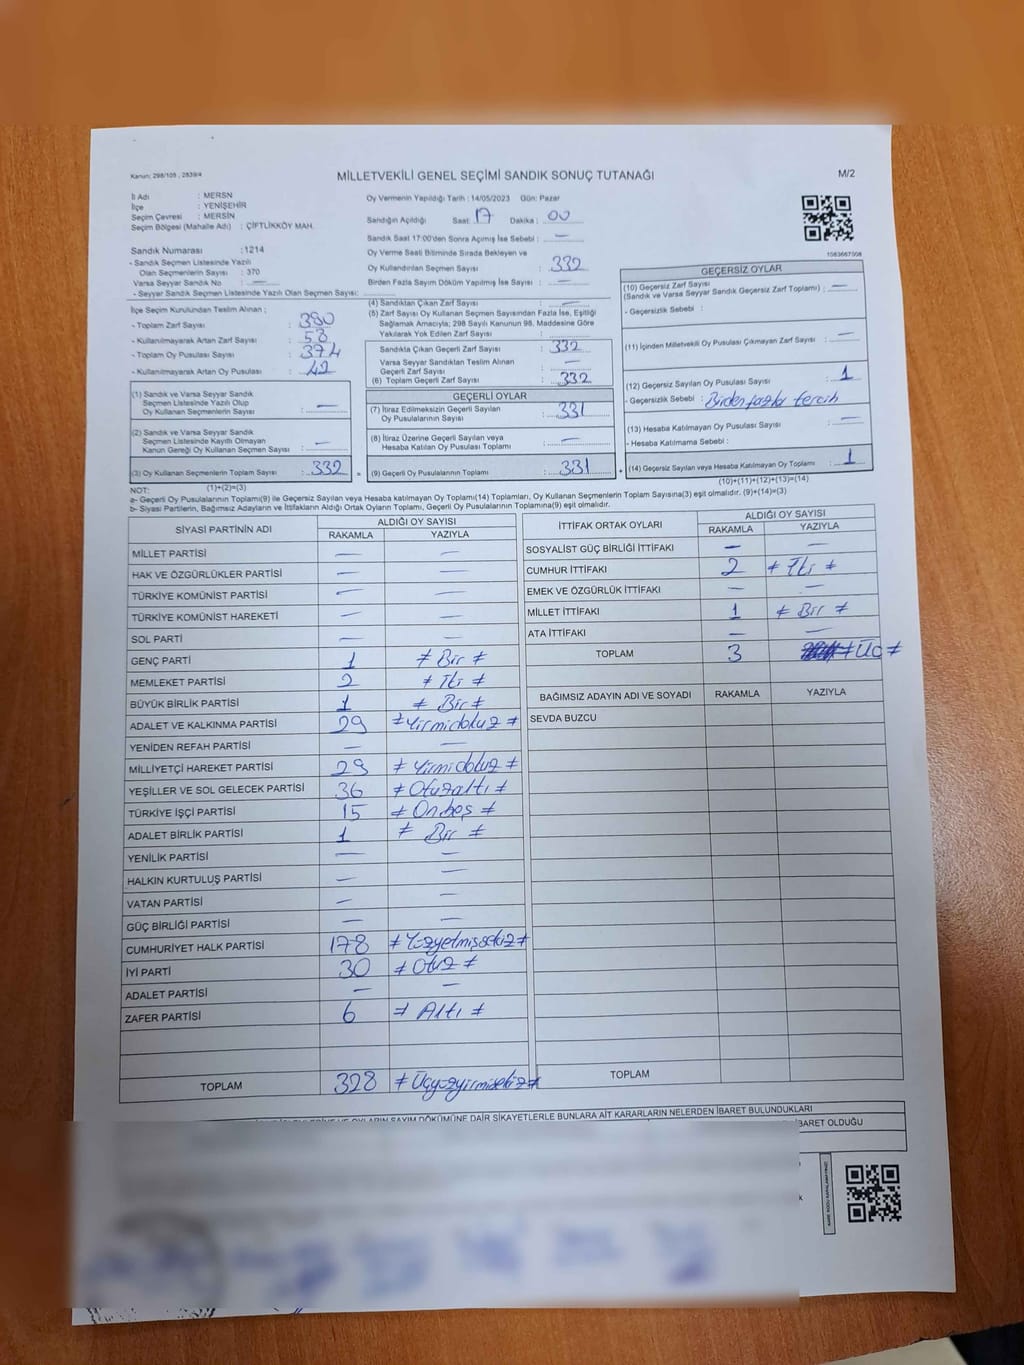 Kanun: 298/105 , 2839/4
MİLLETVEKİLİ GENEL SEÇİMİ SANDIK SONUÇ TUTANAĞI
M/2
İl Adı : MERSN
İlçe : YENİŞEHİR
Seçim Çevresi : MERSİN
Seçim Bölgesi (Mahalle Adı) : ÇİFTLİKKÖY MAH.
Sandık Numarası :1214
- Sandık Seçmen Listesinde Yazılı
Olan Seçmenlerin Sayısı : 370
Varsa Seyyar Sandık No : —
- Seyyar Sandık Seçmen Listesinde Yazılı Olan Seçmen Sayısı:
İlçe Seçim Kurulundan Teslim Alınan ;
- Toplam Zarf Sayısı : 390
- Kullanılmayarak Artan Zarf Sayısı : 58
- Toplam Oy Pusulası Sayısı : 374
- Kullanılmayarak Artan Oy Pusulası : 42
Oy Vermenin Yapıldığı Tarih : 14/05/2023 Gün: Pazar
Sandığın Açıldığı Saat: 17 Dakika : 00
Sandık Saat 17:00'den Sonra Açımış İse Sebebi : —
Oy Verme Saati Bitiminde Sırada Bekleyen ve
Oy Kullandırılan Seçmen Sayısı : 332
Birden Fazla Sayım Döküm Yapılmış İse Sayısı : —
(4) Sandıktan Çıkan Zarf Sayısı : —
(5) Zarf Sayısı Oy Kullanan Seçmen Sayısından Fazla İse, Eşitliği
Sağlamak Amacıyla; 298 Sayılı Kanunun 98. Maddesine Göre
Yakılarak Yok Edilen Zarf Sayısı :
Sandıkta Çıkan Geçerli Zarf Sayısı : 332
Varsa Seyyar Sandıktan Teslim Alınan
Geçerli Zarf Sayısı :
(6) Toplam Geçerli Zarf Sayısı : 332
1583667508
GEÇERSİZ OYLAR
(10) Geçersiz Zarf Sayısı
(Sandık ve Varsa Seyyar Sandık Geçersiz Zarf Toplamı) : —
- Geçersizlik Sebebi :
(11) İçinden Milletvekili Oy Pusulası Çıkmayan Zarf Sayısı : —
(12) Geçersiz Sayılan Oy Pusulası Sayısı : 1
- Geçersizlik Sebebi : Birden fazla tercih
(13) Hesaba Katılmayan Oy Pusulası Sayısı : —
- Hesaba Katılmama Sebebi :
(14) Geçersiz Sayılan veya Hesaba Katılmayan Oy Toplamı : 1
(10)+(11)+(12)+(13)=(14)
(1) Sandık ve Varsa Seyyar Sandık
Seçmen Listesinde Yazılı Olup
Oy Kullanan Seçmenlerin Sayısı : —
(2) Sandık ve Varsa Seyyar Sandık
Seçmen Listesinde Kayıtlı Olmayan
Kanun Gereği Oy Kullanan Seçmen Sayısı : —
(3) Oy Kullanan Seçmenlerin Toplam Sayısı : 332
(1)+(2)=(3)
GEÇERLİ OYLAR
(7) İtiraz Edilmeksizin Geçerli Sayılan
Oy Pusulalarının Sayısı : 331
(8) İtiraz Üzerine Geçerli Sayılan veya
Hesaba Katılan Oy Pusulası Toplamı : —
= (9) Geçerli Oy Pusulalarının Toplamı : 331 +
NOT:
a- Geçerli Oy Pusulalarının Toplamı(9) ile Geçersiz Sayılan veya Hesaba katılmayan Oy Toplamı(14) Toplamları, Oy Kullanan Seçmenlerin Toplam Sayısına(3) eşit olmalıdır. (9)+(14)=(3)
b- Siyasi Partilerin, Bağımsız Adayların ve İttifakların Aldığı Ortak Oyların Toplamı, Geçerli Oy Pusulalarının Toplamına(9) eşit olmalıdır.
SİYASİ PARTİNİN ADI ALDIĞI OY SAYISI
RAKAMLA YAZIYLA
MİLLET PARTİSİ — —
HAK VE ÖZGÜRLÜKLER PARTİSİ — —
TÜRKİYE KOMÜNİST PARTİSİ — —
TÜRKİYE KOMÜNİST HAREKETİ — —
SOL PARTİ — —
GENÇ PARTİ 1 ≠ Bir ≠
MEMLEKET PARTİSİ 2 ≠ İki ≠
BÜYÜK BİRLİK PARTİSİ 1 ≠ Bir ≠
ADALET VE KALKINMA PARTİSİ 29 ≠ Yirmidokuz ≠
YENİDEN REFAH PARTİSİ — —
MİLLİYETÇİ HAREKET PARTİSİ 29 ≠ Yirmidokuz ≠
YEŞİLLER VE SOL GELECEK PARTİSİ 36 ≠ Otuzaltı ≠
TÜRKİYE İŞÇİ PARTİSİ 15 ≠ Onbeş ≠
ADALET BİRLİK PARTİSİ 1 ≠ Bir ≠
YENİLİK PARTİSİ — —
HALKIN KURTULUŞ PARTİSİ — —
VATAN PARTİSİ — —
GÜÇ BİRLİĞİ PARTİSİ — —
CUMHURİYET HALK PARTİSİ 178 ≠ Yüzyetmişsekiz ≠
İYİ PARTİ 30 ≠ Otuz ≠
ADALET PARTİSİ — —
ZAFER PARTİSİ 6 ≠ Altı ≠
TOPLAM 328 ≠ Üçyüzyirmisekiz ≠
İTTİFAK ORTAK OYLARI ALDIĞI OY SAYISI
RAKAMLA YAZIYLA
SOSYALİST GÜÇ BİRLİĞİ İTTİFAKI — —
CUMHUR İTTİFAKI 2 ≠ İki ≠
EMEK VE ÖZGÜRLÜK İTTİFAKI — —
MİLLET İTTİFAKI 1 ≠ Bir ≠
ATA İTTİFAKI — —
TOPLAM 3 ≠ Üç ≠
BAĞIMSIZ ADAYIN ADI VE SOYADI RAKAMLA YAZIYLA
SEVDA BUZCU
TOPLAM
VE OYLARIN SAYIM DÖKÜMÜNE DAİR ŞİKAYETLERLE BUNLARA AİT KARARLARIN NELERDEN İBARET BULUNDUKLARI
İBARET OLDUĞU